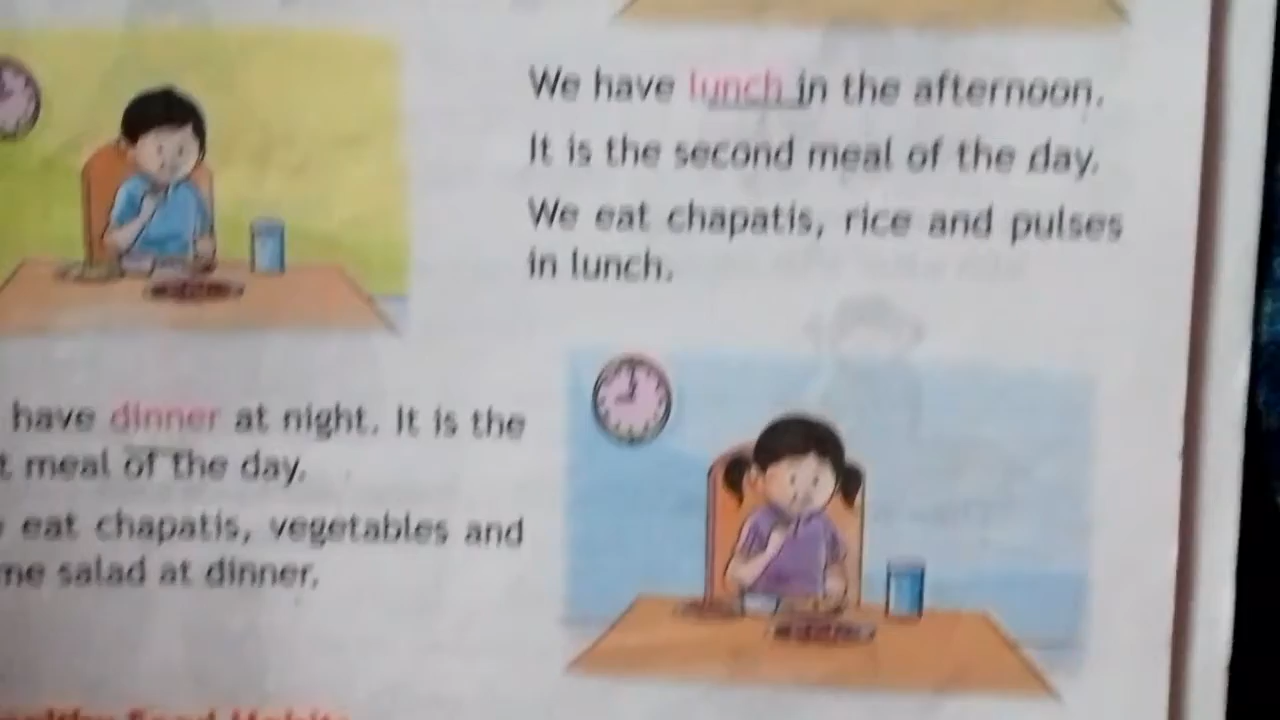 We have lunch in the afternoon.
It is the second meal of the day.
We eat chapatis, rice and pulses
in lunch.
have dinner at night. It is the
meal of the day.
eat chapatis, vegetables and
salad at dinner.
Food Habits